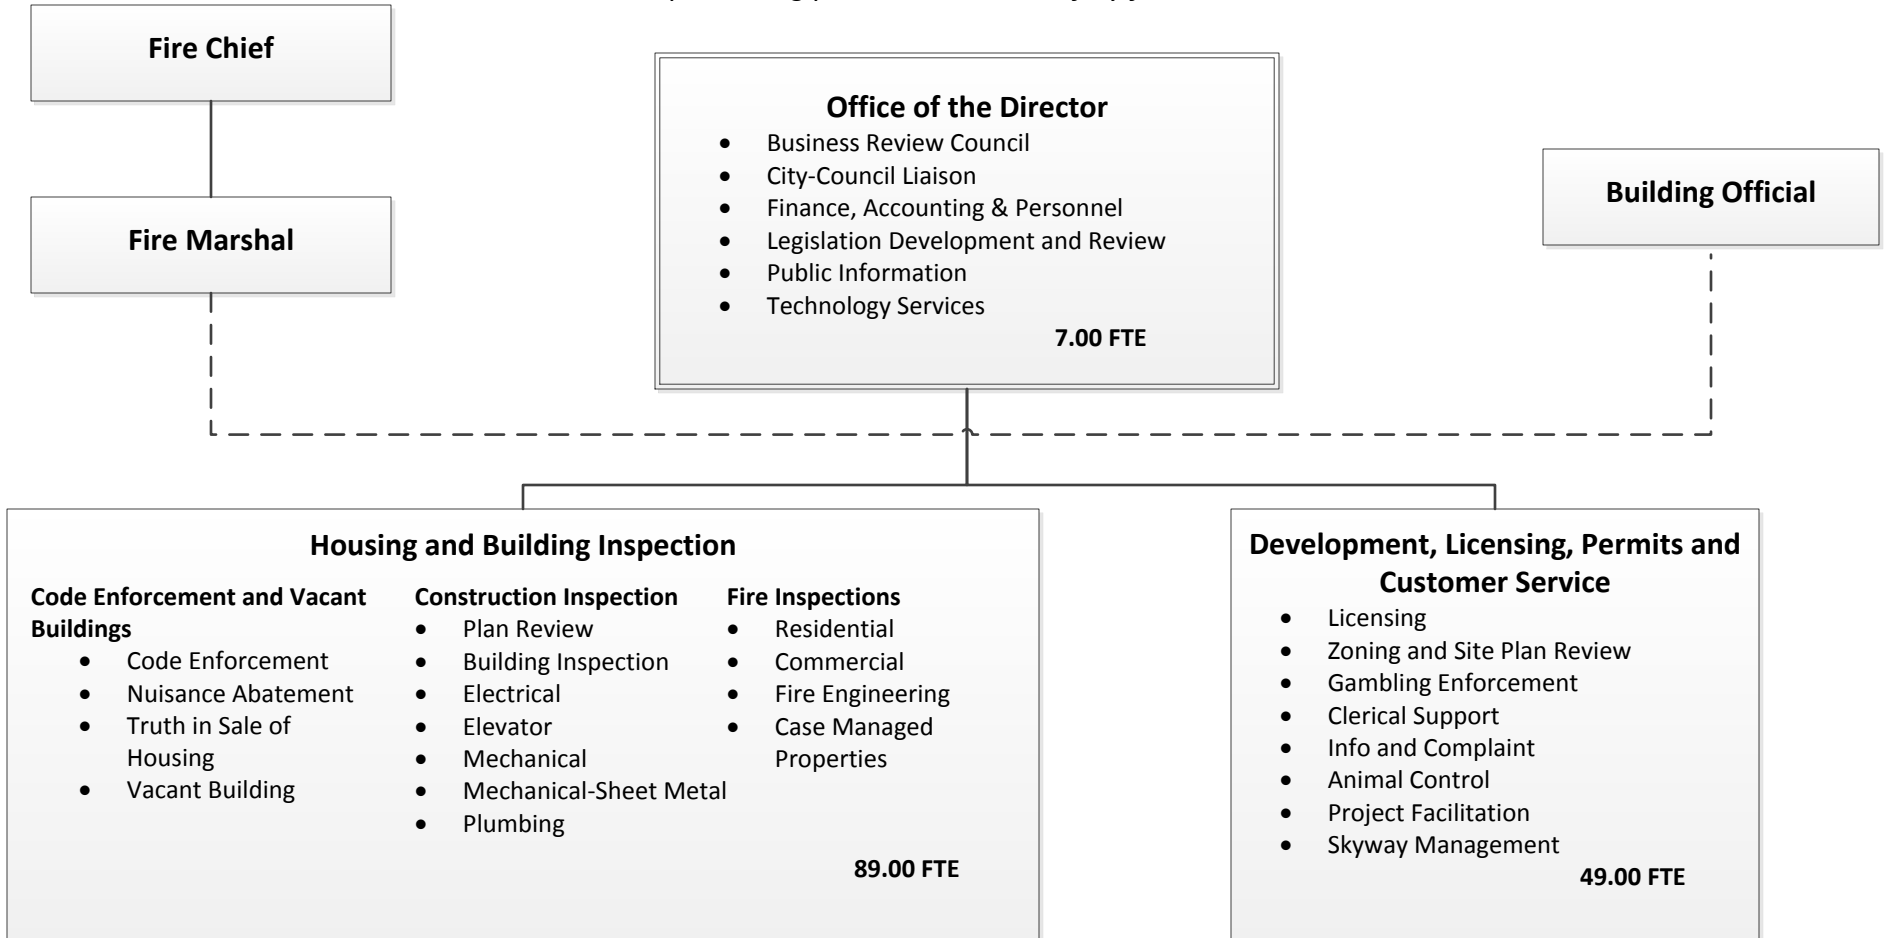 Fire Chief
Fire Marshal
Office of the Director
• Business Review Council
• City-Council Liaison
• Finance, Accounting & Personnel
• Legislation Development and Review
• Public Information
• Technology Services
7.00 FTE
Building Official
Housing and Building Inspection
Code Enforcement and Vacant
Buildings
• Code Enforcement
• Nuisance Abatement
• Truth in Sale of
Housing
• Vacant Building
Construction Inspection
• Plan Review
• Building Inspection
• Electrical
• Elevator
• Mechanical
• Mechanical-Sheet Metal
• Plumbing
Fire Inspections
• Residential
• Commercial
• Fire Engineering
• Case Managed
Properties
89.00 FTE
Development, Licensing, Permits and
Customer Service
• Licensing
• Zoning and Site Plan Review
• Gambling Enforcement
• Clerical Support
• Info and Complaint
• Animal Control
• Project Facilitation
• Skyway Management
49.00 FTE